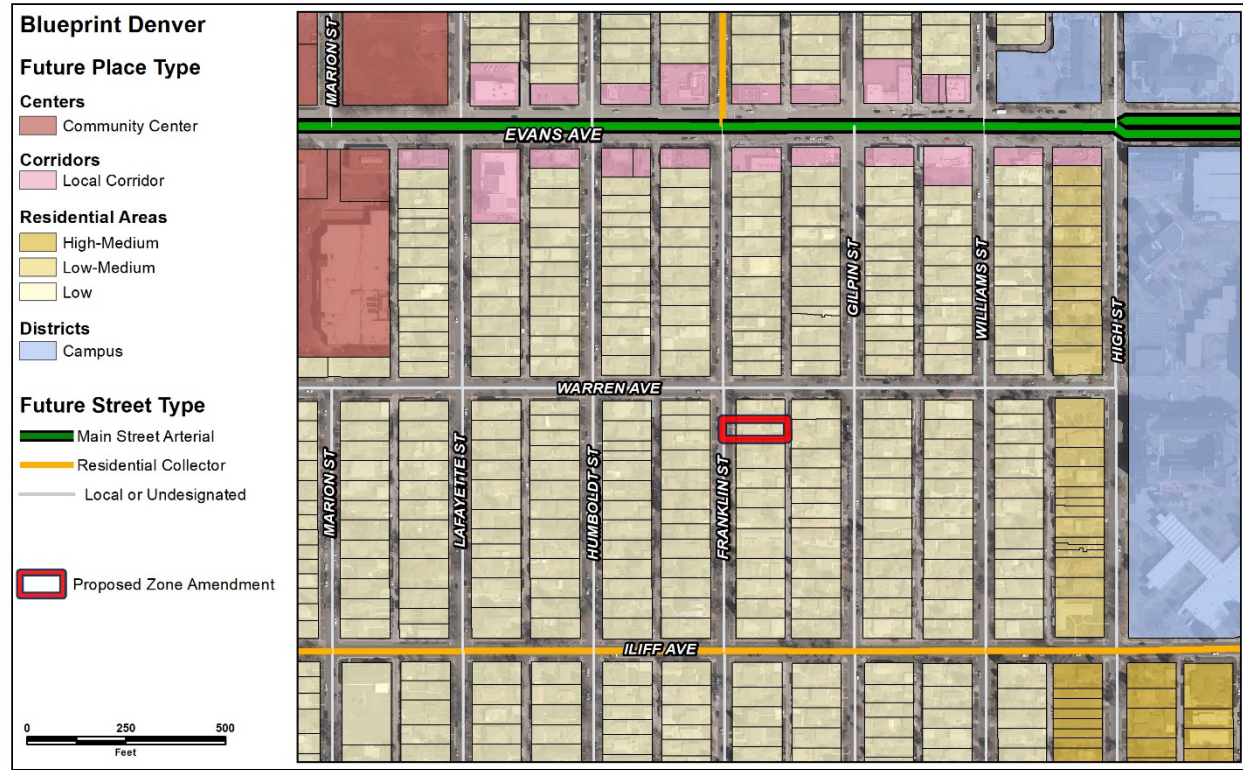 Blueprint Denver
Future Place Type
Centers
Community Center
Corridors
Local Corridor
Residential Areas
High-Medium
Low-Medium
Low
Districts
Campus
Future Street Type
Main Street Arterial
Residential Collector
Local or Undesignated
Proposed Zone Amendment
0 250 500
Feet
MARION ST
EVANS AVE
GILPIN ST
WILLIAMS ST
HIGH ST
WARREN AVE
MARION ST
LAFAYETTE ST
HUMBOLDT ST
FRANKLIN ST
ILIFF AVE